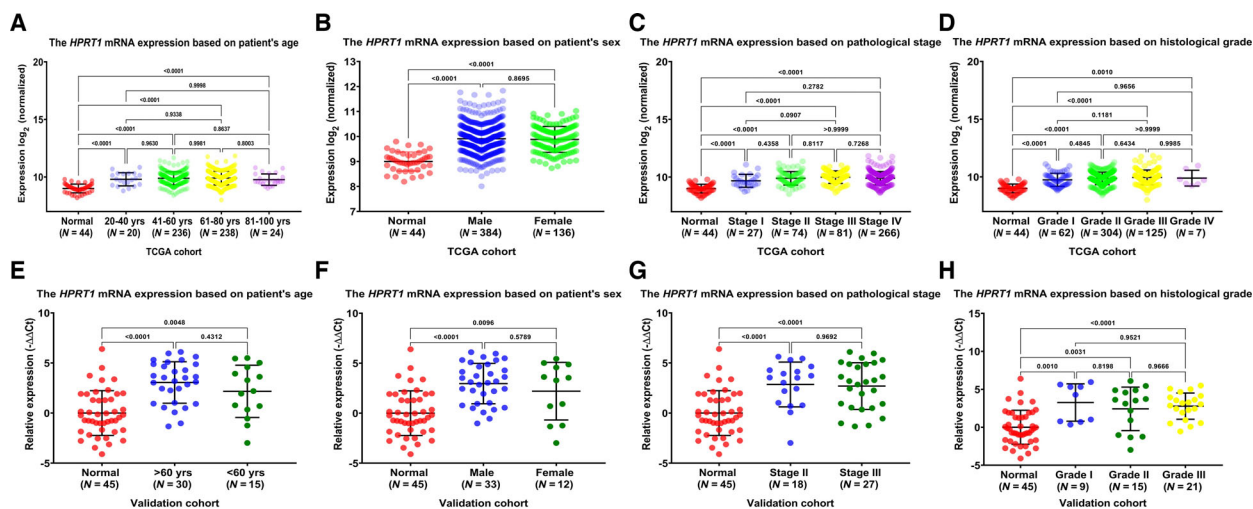 A
The HPRT1 mRNA expression based on patient's age
Expression log2 (normalized)
20
15
10
<0.0001
0.9998
<0.0001
0.9338
<0.0001
0.8637
<0.0001
0.9630
0.9981
0.8003
Normal
(N = 44)
20-40 yrs
(N = 20)
41-60 yrs
(N = 236)
61-80 yrs
(N = 238)
81-100 yrs
(N = 24)
TCGA cohort
B
The HPRT1 mRNA expression based on patient's sex
Expression log2 (normalized)
13
12
11
10
9
8
7
<0.0001
<0.0001
0.8695
Normal
(N = 44)
Male
(N = 384)
Female
(N = 136)
TCGA cohort
C
The HPRT1 mRNA expression based on pathological stage
Expression log2 (normalized)
20
15
10
<0.0001
0.2782
<0.0001
0.0907
<0.0001
>0.9999
<0.0001
0.4358
0.8117
0.7268
Normal
(N = 44)
Stage I
(N = 27)
Stage II
(N = 74)
Stage III
(N = 81)
Stage IV
(N = 266)
TCGA cohort
D
The HPRT1 mRNA expression based on histological grade
Expression log2 (normalized)
20
15
10
0.0010
0.9656
<0.0001
0.1181
<0.0001
>0.9999
<0.0001
0.4845
0.6434
0.9985
Normal
(N = 44)
Grade I
(N = 62)
Grade II
(N = 304)
Grade III
(N = 125)
Grade IV
(N = 7)
TCGA cohort
E
The HPRT1 mRNA expression based on patient's age
Relative expression (-ΔΔCt)
10
5
0
-5
0.0048
<0.0001
0.4312
Normal
(N = 45)
>60 yrs
(N = 30)
<60 yrs
(N = 15)
Validation cohort
F
The HPRT1 mRNA expression based on patient's sex
Relative expression (-ΔΔCt)
10
5
0
-5
0.0096
<0.0001
0.5789
Normal
(N = 45)
Male
(N = 33)
Female
(N = 12)
Validation cohort
G
The HPRT1 mRNA expression based on pathological stage
Relative expression (-ΔΔCt)
10
5
0
-5
<0.0001
<0.0001
0.9692
Normal
(N = 45)
Stage II
(N = 18)
Stage III
(N = 27)
Validation cohort
H
The HPRT1 mRNA expression based on histological grade
Relative expression (-ΔΔCt)
15
10
5
0
-5
<0.0001
0.9521
0.0031
0.0010
0.8198
0.9666
Normal
(N = 45)
Grade I
(N = 9)
Grade II
(N = 15)
Grade III
(N = 21)
Validation cohort